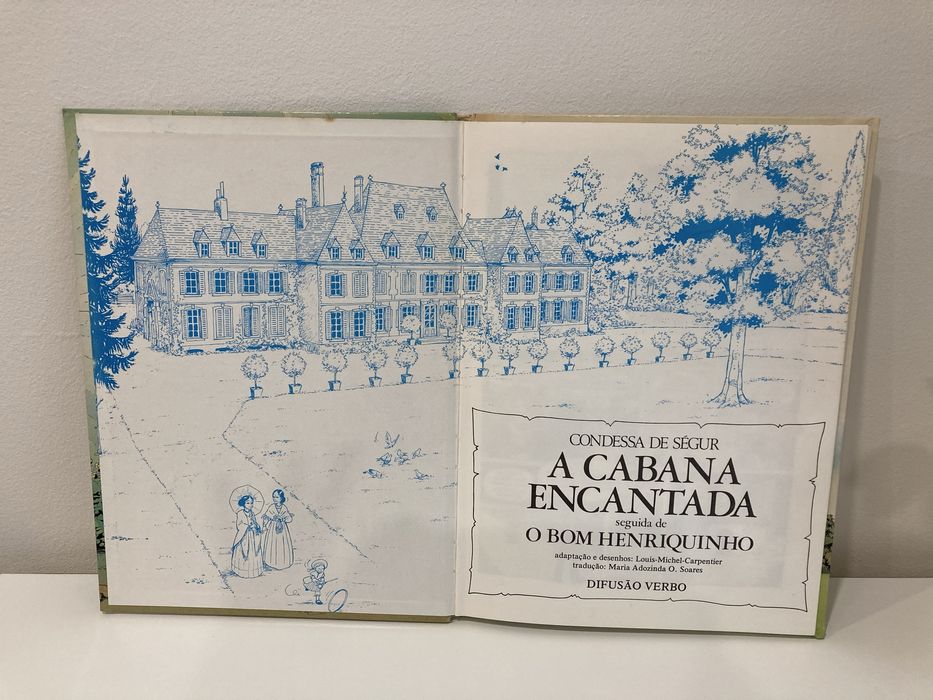 CONDESSA DE SÉGUR
A CABANA
ENCANTADA
seguida de
O BOM HENRIQUINHO
adaptação e desenhos: Louis-Michel-Carpentier
tradução: Maria Adozinda O. Soares
DIFUSÃO VERBO